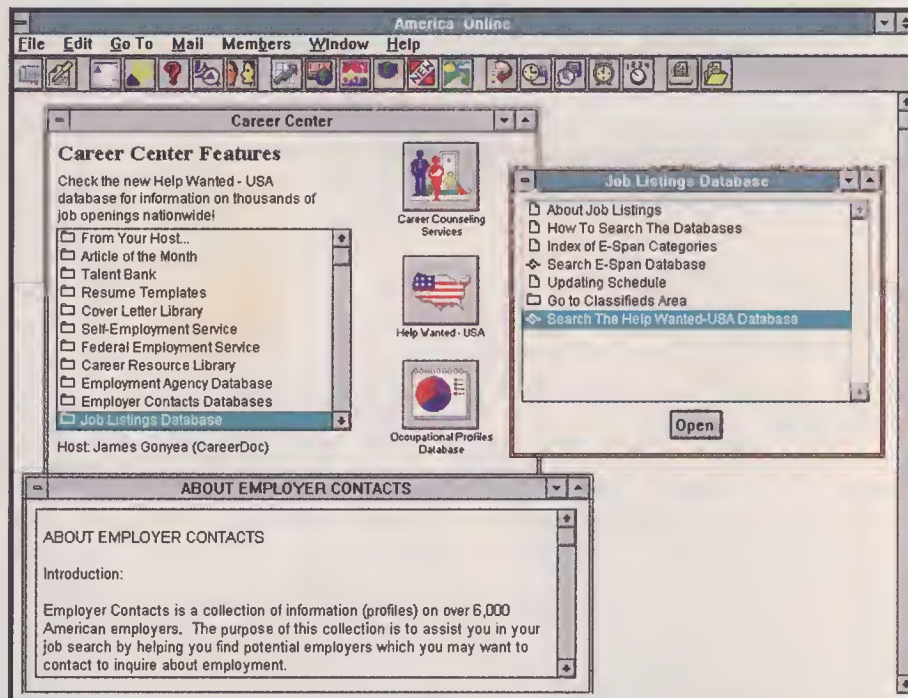 America Online
File Edit Go To Mail Members Window Help
NEW
Career Center
Career Center Features
Check the new Help Wanted - USA
database for information on thousands of
job openings nationwide!
From Your Host...
Article of the Month
Talent Bank
Resume Templates
Cover Letter Library
Self-Employment Service
Federal Employment Service
Career Resource Library
Employment Agency Database
Employer Contacts Databases
Job Listings Database
Host: James Gonyea (CareerDoc)
Career Counseling
Services
Help Wanted - USA
Occupational Profiles
Database
Job Listings Database
About Job Listings
How To Search The Databases
Index of E-Span Categories
Search E-Span Database
Updating Schedule
Go to Classifieds Area
Search The Help Wanted-USA Database
Open
ABOUT EMPLOYER CONTACTS
ABOUT EMPLOYER CONTACTS
Introduction:
Employer Contacts is a collection of information (profiles) on over 6,000
American employers. The purpose of this collection is to assist you in your
job search by helping you find potential employers which you may want to
contact to inquire about employment.